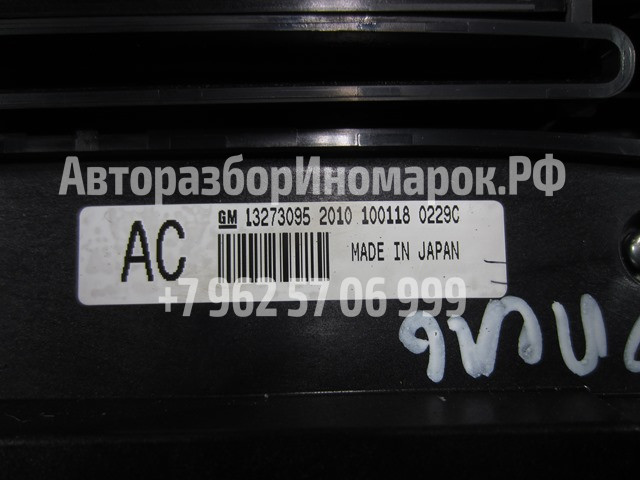 АвторазборИномарок.РФ
AC GM 13273095 2010 100118 0229C
MADE IN JAPAN
+7 962 57 06 999